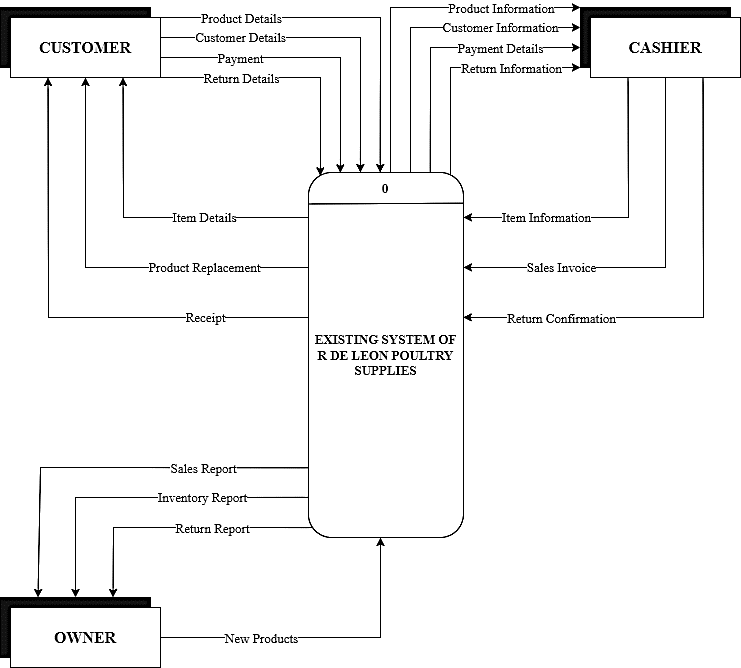 CUSTOMER
Product Details
Customer Details
Payment
Return Details
Product Information
Customer Information
Payment Details
Return Information
CASHIER
0
Item Details
Product Replacement
Receipt
Item Information
Sales Invoice
Return Confirmation
EXISTING SYSTEM OF
R DE LEON POULTRY
SUPPLIES
Sales Report
Inventory Report
Return Report
OWNER
New Products